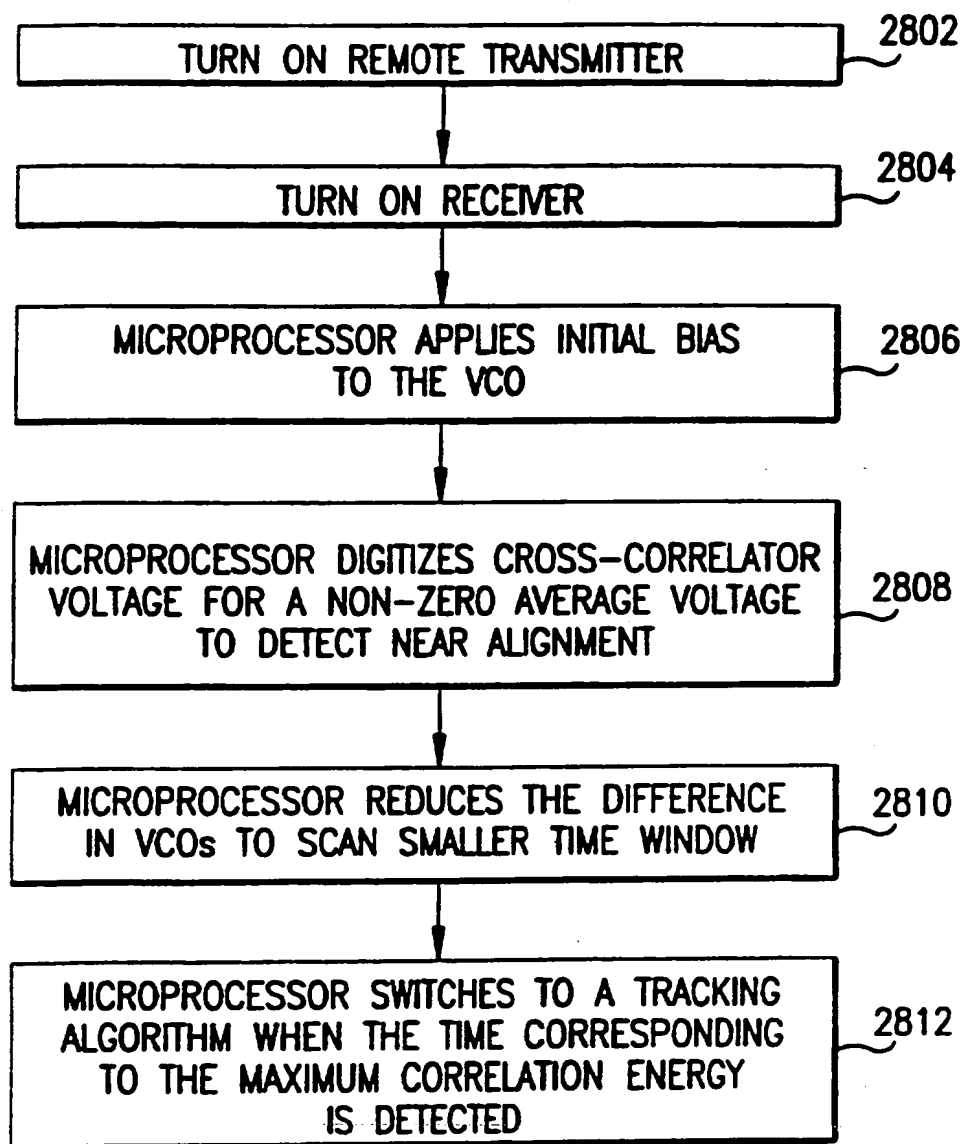 2802
TURN ON REMOTE TRANSMITTER
2804
TURN ON RECEIVER
2806
MICROPROCESSOR APPLIES INITIAL BIAS
TO THE VCO
2808
MICROPROCESSOR DIGITIZES CROSS-CORRELATOR
VOLTAGE FOR A NON-ZERO AVERAGE VOLTAGE
TO DETECT NEAR ALIGNMENT
2810
MICROPROCESSOR REDUCES THE DIFFERENCE
IN VCOs TO SCAN SMALLER TIME WINDOW
2812
MICROPROCESSOR SWITCHES TO A TRACKING
ALGORITHM WHEN THE TIME CORRESPONDING
TO THE MAXIMUM CORRELATION ENERGY
IS DETECTED